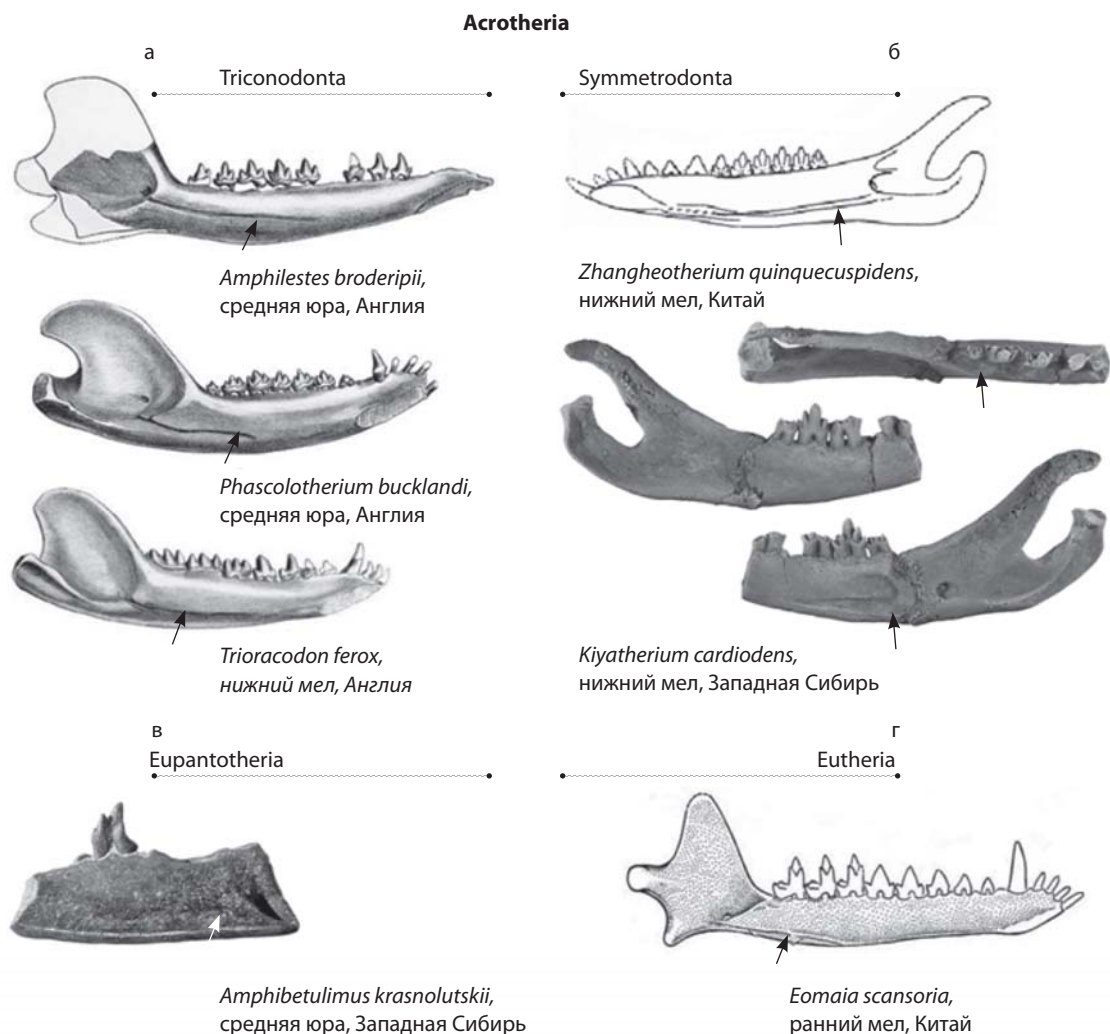 Acrotheria
а
Triconodonta
б
Symmetrodonta
Amphilestes broderipii,
средняя юра, Англия
Zhangheotherium quinquecuspidens,
нижний мел, Китай
Phascolotherium bucklandi,
средняя юра, Англия
Trioracodon ferox,
нижний мел, Англия
Kiyatherium cardiodens,
нижний мел, Западная Сибирь
в
Eupantotheria
г
Eutheria
Amphibetulimus krasnolutskii,
средняя юра, Западная Сибирь
Eomaia scansoria,
ранний мел, Китай